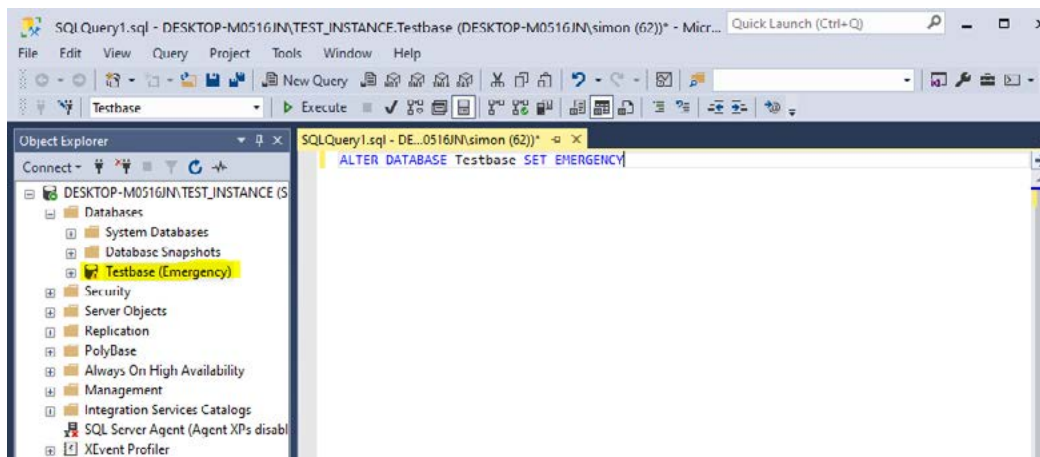 SQLQuery1.sql - DESKTOP-M0516JN\TEST_INSTANCE.Testbase (DESKTOP-M0516JN\simon (62))* - Micr... Quick Launch (Ctrl+Q)
File Edit View Query Project Tools Window Help
New Query
Testbase Execute
Object Explorer SQLQuery1.sql - DE...0516JN\simon (62))*
Connect ALTER DATABASE Testbase SET EMERGENCY
DESKTOP-M0516JN\TEST_INSTANCE (S
Databases
System Databases
Database Snapshots
Testbase (Emergency)
Security
Server Objects
Replication
PolyBase
Always On High Availability
Management
Integration Services Catalogs
SQL Server Agent (Agent XPs disabl
XEvent Profiler